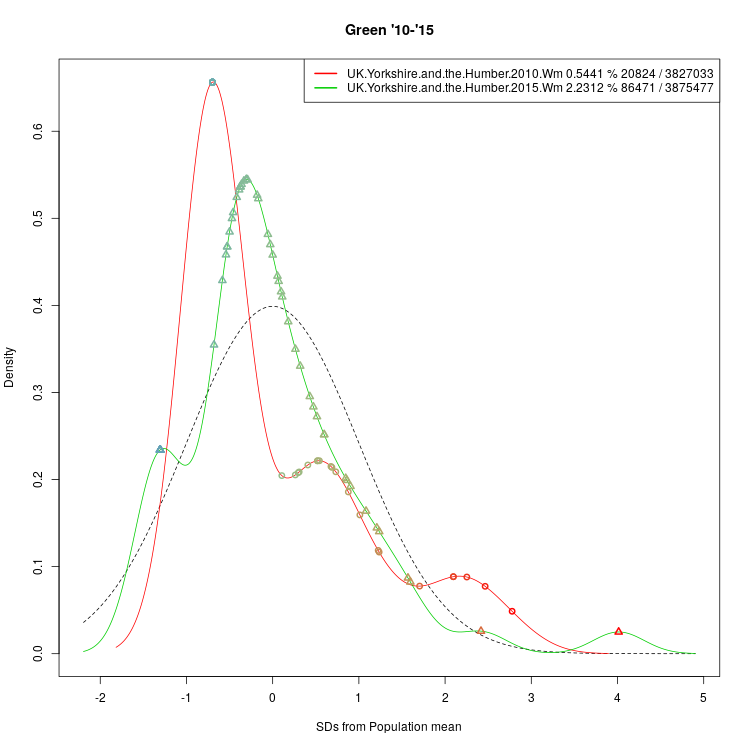 Green '10-'15
UK.Yorkshire.and.the.Humber.2010.Wm 0.5441 % 20824 / 3827033
UK.Yorkshire.and.the.Humber.2015.Wm 2.2312 % 86471 / 3875477
Density
0.6
0.5
0.4
0.3
0.2
0.1
0.0
-2 -1 0 1 2 3 4 5
SDs from Population mean